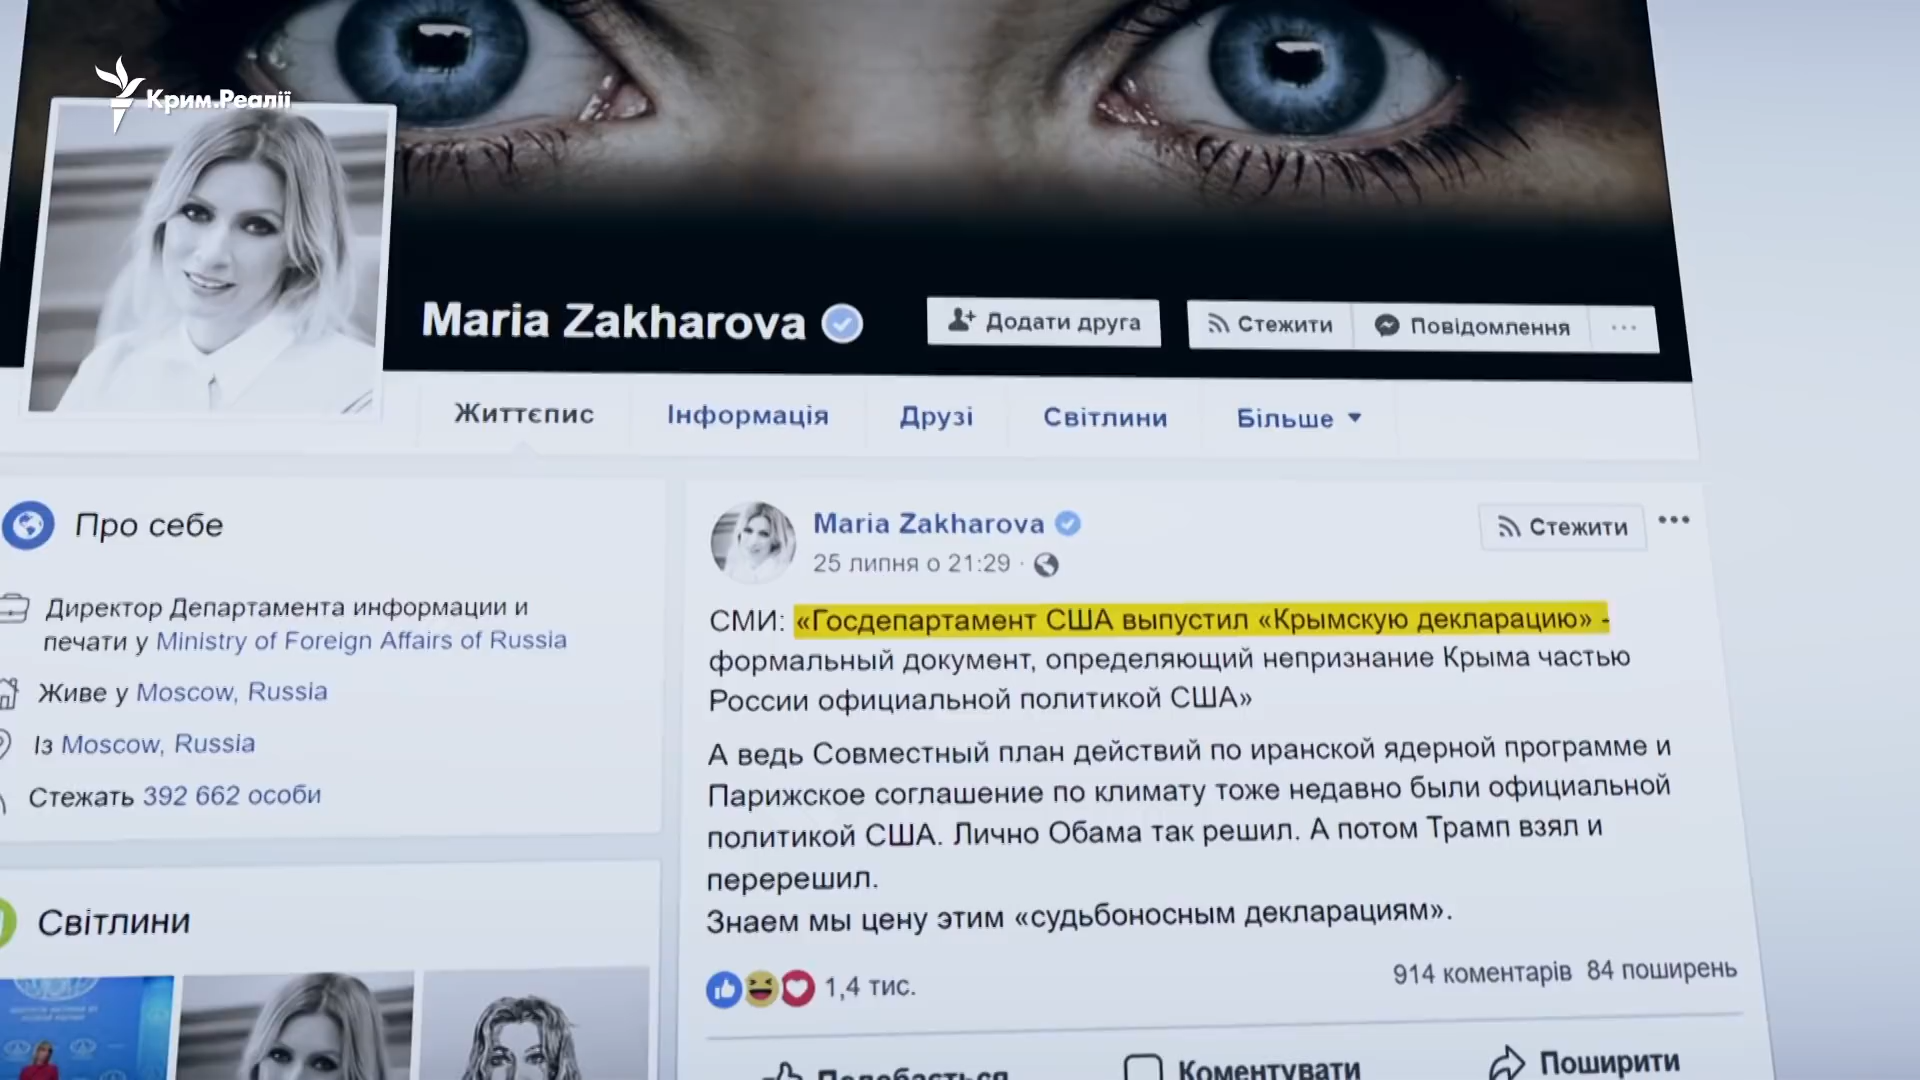 Крим.Реалії
Maria Zakharova
Додати друга
Стежити
Повідомлення
Життєпис
Інформація
Друзі
Світлини
Більше
Про себе
Директор Департамента информации и
печати у Ministry of Foreign Affairs of Russia
Живе у Moscow, Russia
Із Moscow, Russia
Стежать 392 662 особи
Світлини
Maria Zakharova
25 липня о 21:29 ·
Стежити
СМИ: «Госдепартамент США выпустил «Крымскую декларацию» -
формальный документ, определяющий непризнание Крыма частью
России официальной политикой США»
А ведь Совместный план действий по иранской ядерной программе и
Парижское соглашение по климату тоже недавно были официальной
политикой США. Лично Обама так решил. А потом Трамп взял и
перерешил.
Знаем мы цену этим «судьбоносным декларациям».
1,4 тис.
914 коментарів 84 поширень
Подобається
Коментувати
Поширити